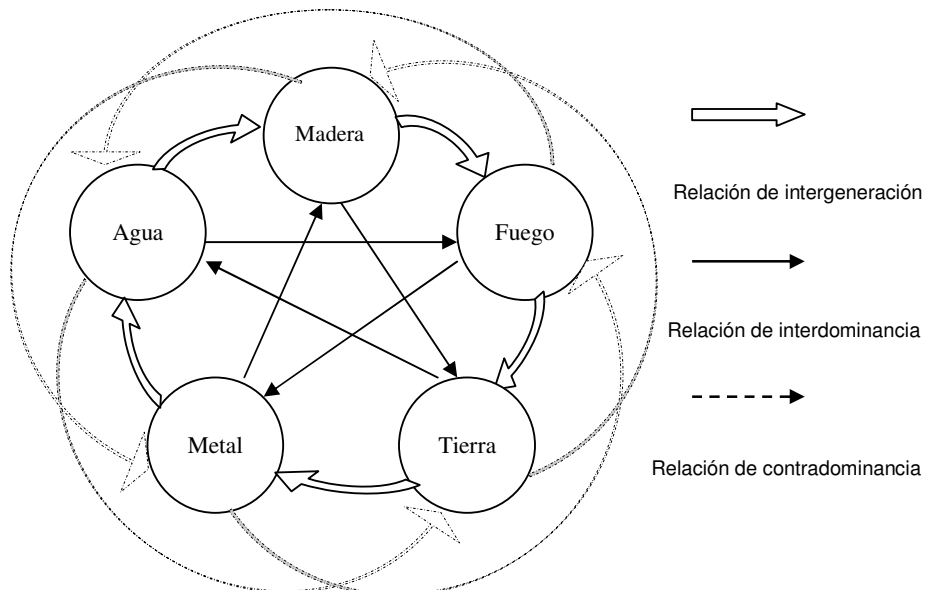 Madera
Agua
Fuego
Metal
Tierra
Relación de intergeneración
Relación de interdominancia
Relación de contradominancia